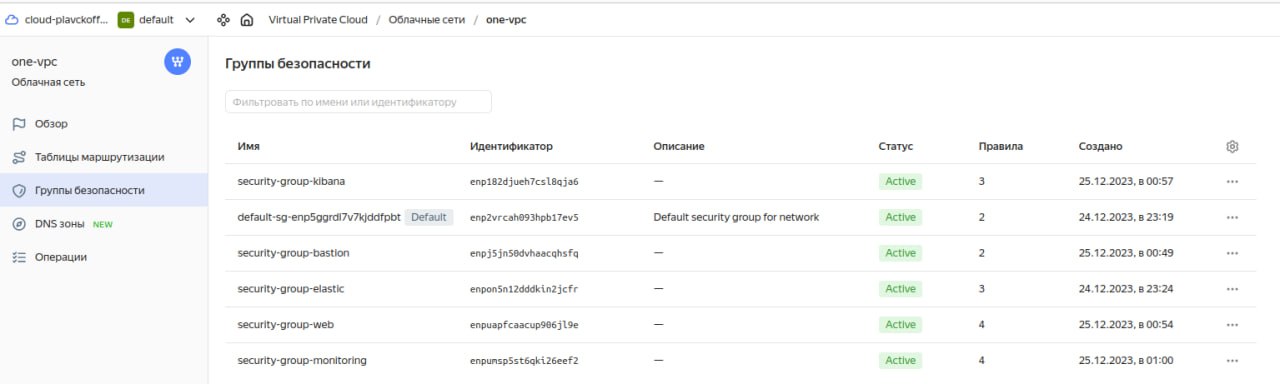 cloud-plavckoff... DE default Virtual Private Cloud / Облачные сети / one-vpc
one-vpc
Облачная сеть
Обзор
Таблицы маршрутизации
Группы безопасности
DNS зоны NEW
Операции
Группы безопасности
Фильтровать по имени или идентификатору
Имя Идентификатор Описание Статус Правила Создано
security-group-kibana enp182djueh7csl8qja6 — Active 3 25.12.2023, в 00:57
default-sg-enp5ggrdl7v7kjddfpbt Default enp2vrcah093hpb17ev5 Default security group for network Active 2 24.12.2023, в 23:19
security-group-bastion enpj5jn50dvhaacqhsfq — Active 2 25.12.2023, в 00:49
security-group-elastic enpon5n12dddkin2jcfr — Active 3 24.12.2023, в 23:24
security-group-web enpuapfcaacup906jl9e — Active 4 25.12.2023, в 00:54
security-group-monitoring enpumsp5st6qki26eef2 — Active 4 25.12.2023, в 01:00